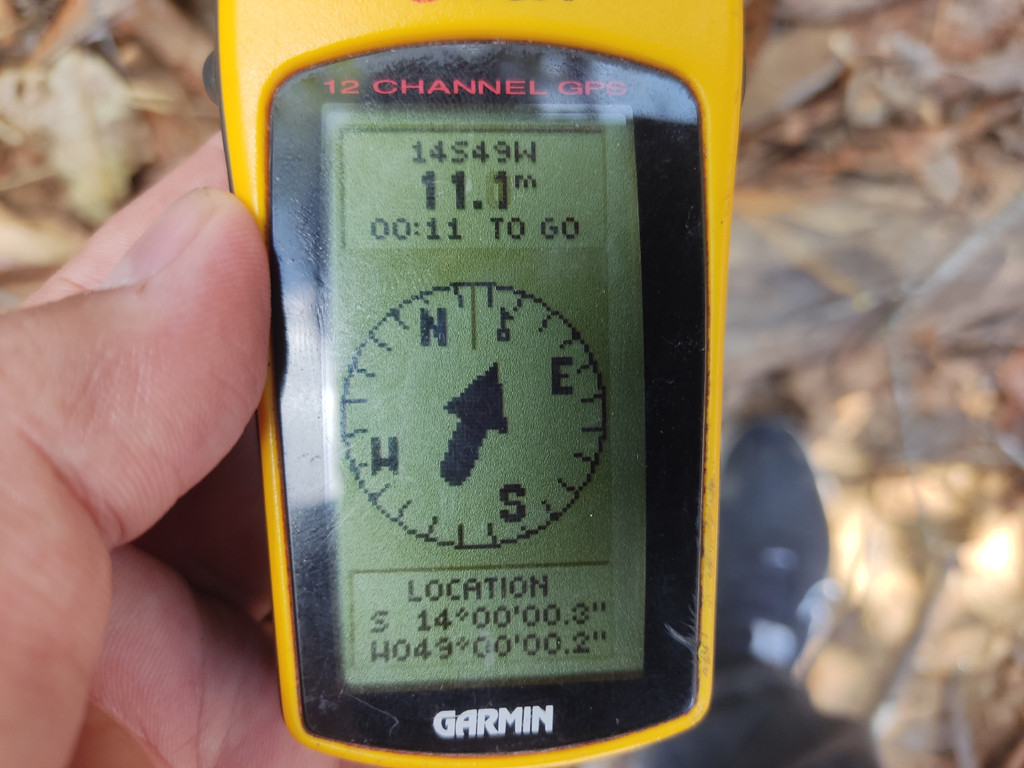 12 CHANNEL GPS
14S49W
11.1m
00:11 TO GO
N
E
W
S
LOCATION
S 14°00'00.3"
W049°00'00.2"
GARMIN